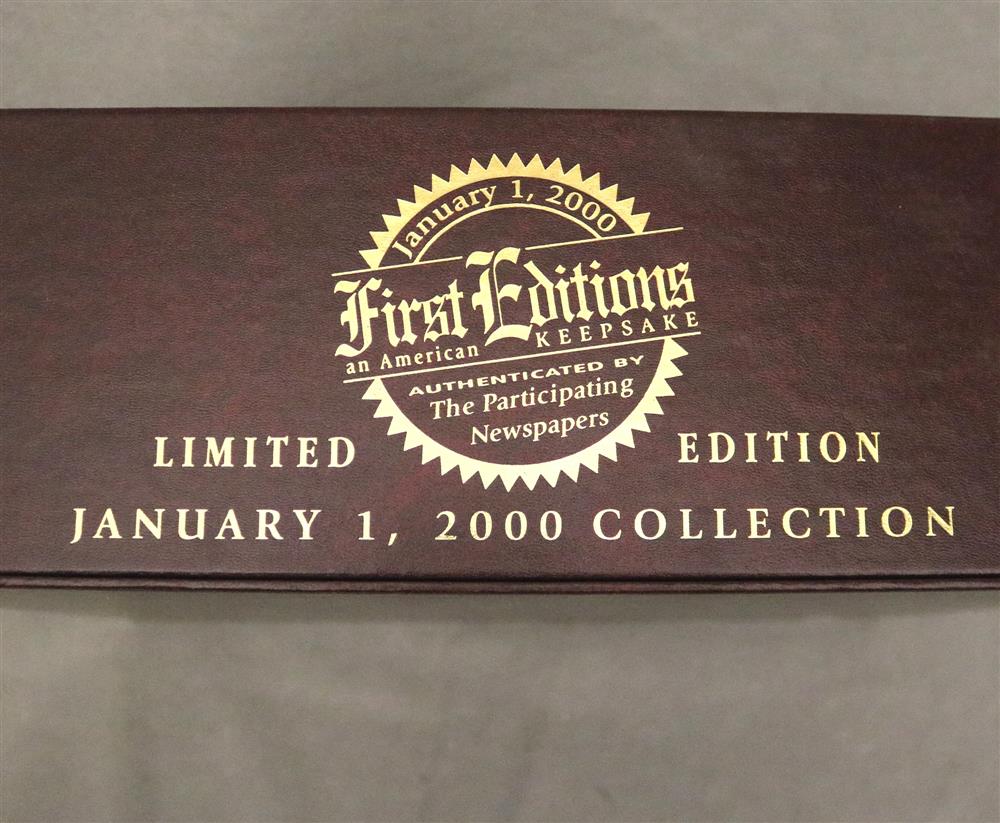 January 1, 2000
First Editions
an American KEEPSAKE
AUTHENTICATED BY
The Participating
Newspapers
LIMITED EDITION
JANUARY 1, 2000 COLLECTION